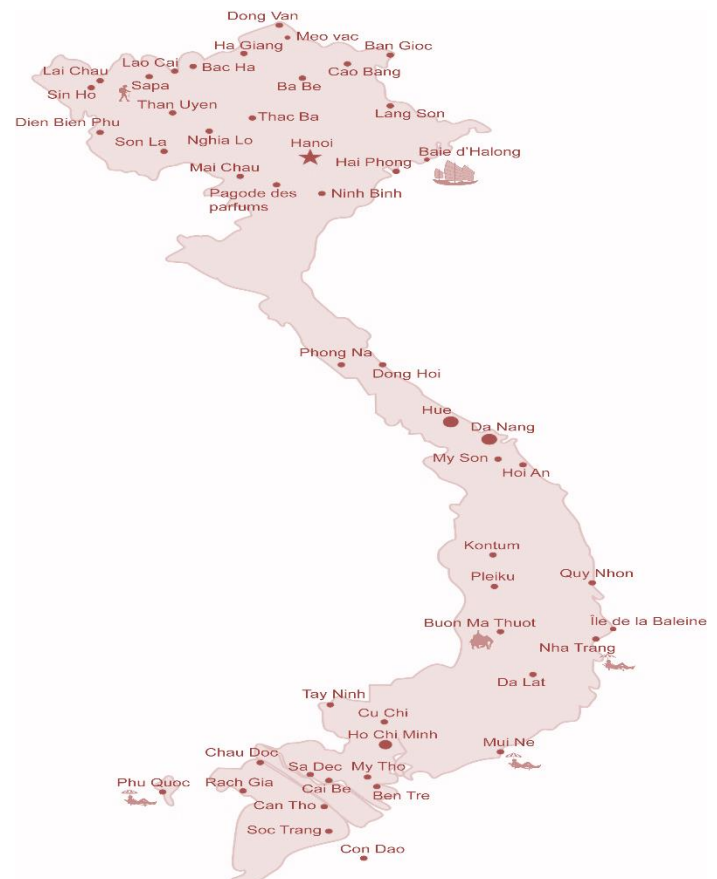 Dong Van
Meo vac
Ha Giang
Ban Gioc
Lao Cai
Bac Ha
Lai Chau
Cao Bang
Sapa
Ba Be
Sin Ho
Than Uyen
Thac Ba
Lang Son
Dien Bien Phu
Son La
Nghia Lo
Hanoi
Baie d'Halong
Hai Phong
Mai Chau
Pagode des
parfums
Ninh Binh
Phong Na
Dong Hoi
Hue
Da Nang
My Son
Hoi An
Kontum
Pleiku
Quy Nhon
Buon Ma Thuot
Île de la Baleine
Nha Trang
Da Lat
Tay Ninh
Cu Chi
Ho Chi Minh
Mui Ne
Chau Doc
Sa Dec
My Tho
Phu Quoc
Rach Gia
Cai Be
Ben Tre
Can Tho
Soc Trang
Con Dao